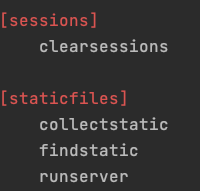 [sessions]
clearsessions
[staticfiles]
collectstatic
findstatic
runserver